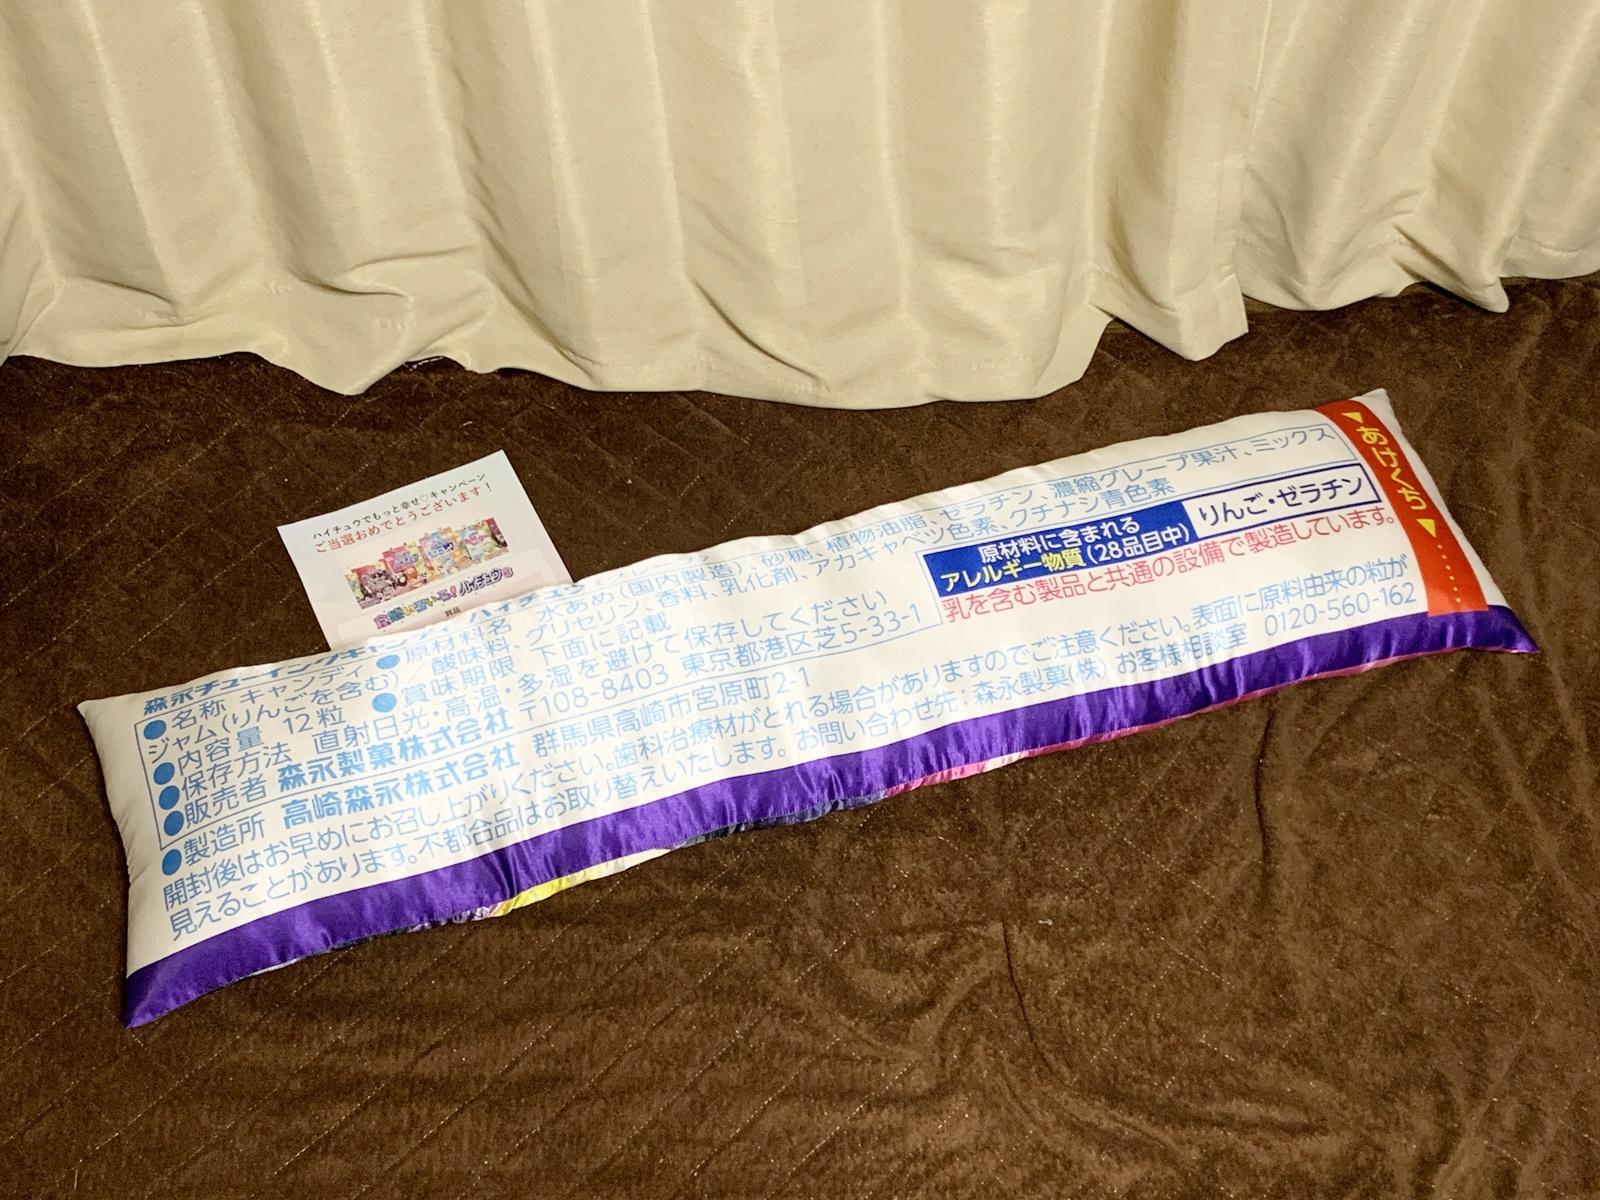 ハイチュウでもっと幸せ♡キャンペーン
ご当選おめでとうございます！
ハイチュウ
賞品
森永チューイングキャンディ ハイチュウ
●名称 キャンディ ●原材料名 水あめ(国内製造)、砂糖、植物油脂、ゼラチン、濃縮グレープ果汁、ミックス
ジャム(りんごを含む)／酸味料、グリセリン、香料、乳化剤、アカキャベツ色素、クチナシ青色素
●内容量 12粒 ●賞味期限 下面に記載
●保存方法 直射日光・高温・多湿を避けて保存してください
●販売者 森永製菓株式会社 〒108-8403 東京都港区芝5-33-1
●製造所 高崎森永株式会社 群馬県高崎市宮原町2-1
原材料に含まれる
アレルギー物質(28品目中)
りんご・ゼラチン
乳を含む製品と共通の設備で製造しています。
開封後はお早めにお召し上がりください。歯科治療材がとれる場合がありますのでご注意ください。表面に原料由来の粒が
見えることがあります。不都合品はお取り替えいたします。お問い合わせ先：森永製菓(株) お客様相談室 0120-560-162
▼あけくち▼